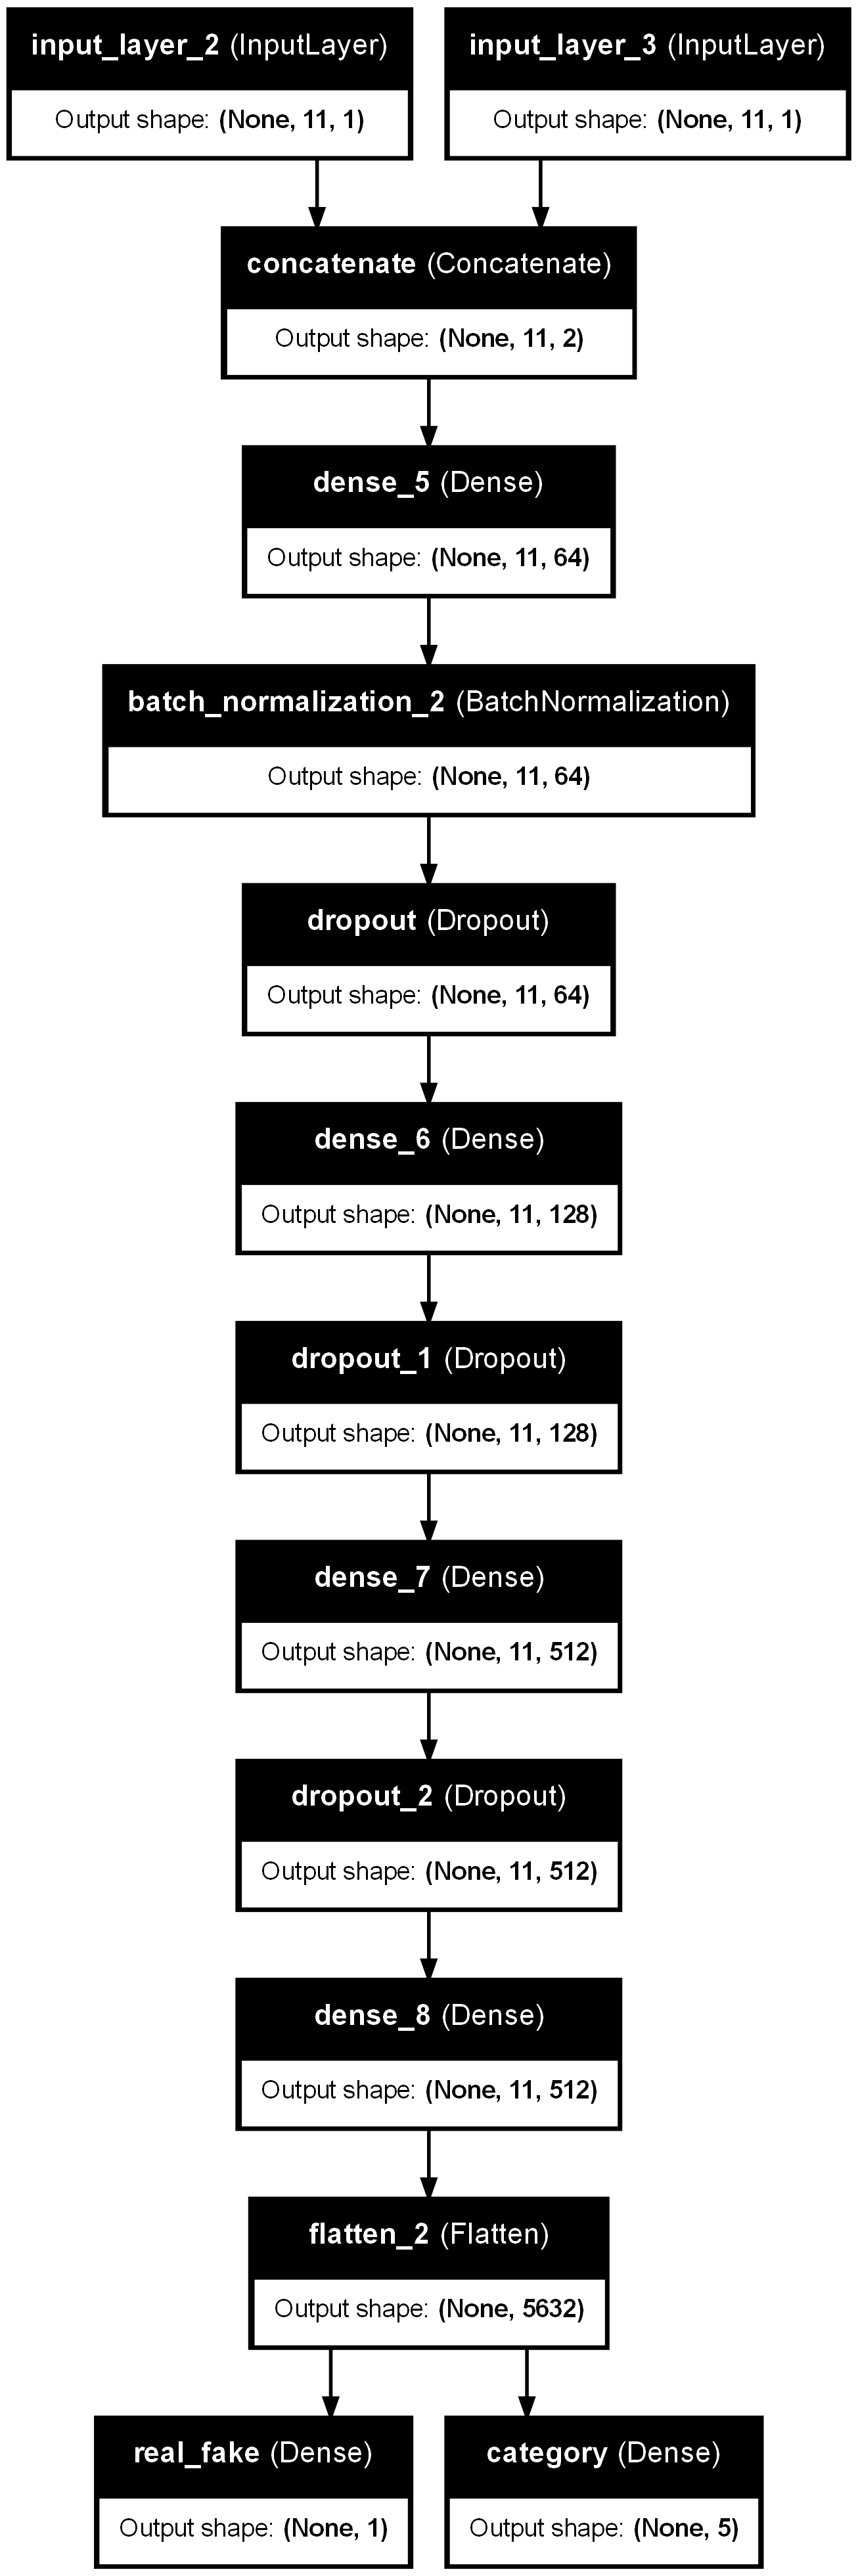 input_layer_2 (InputLayer)
Output shape: (None, 11, 1)
input_layer_3 (InputLayer)
Output shape: (None, 11, 1)
concatenate (Concatenate)
Output shape: (None, 11, 2)
dense_5 (Dense)
Output shape: (None, 11, 64)
batch_normalization_2 (BatchNormalization)
Output shape: (None, 11, 64)
dropout (Dropout)
Output shape: (None, 11, 64)
dense_6 (Dense)
Output shape: (None, 11, 128)
dropout_1 (Dropout)
Output shape: (None, 11, 128)
dense_7 (Dense)
Output shape: (None, 11, 512)
dropout_2 (Dropout)
Output shape: (None, 11, 512)
dense_8 (Dense)
Output shape: (None, 11, 512)
flatten_2 (Flatten)
Output shape: (None, 5632)
real_fake (Dense)
Output shape: (None, 1)
category (Dense)
Output shape: (None, 5)